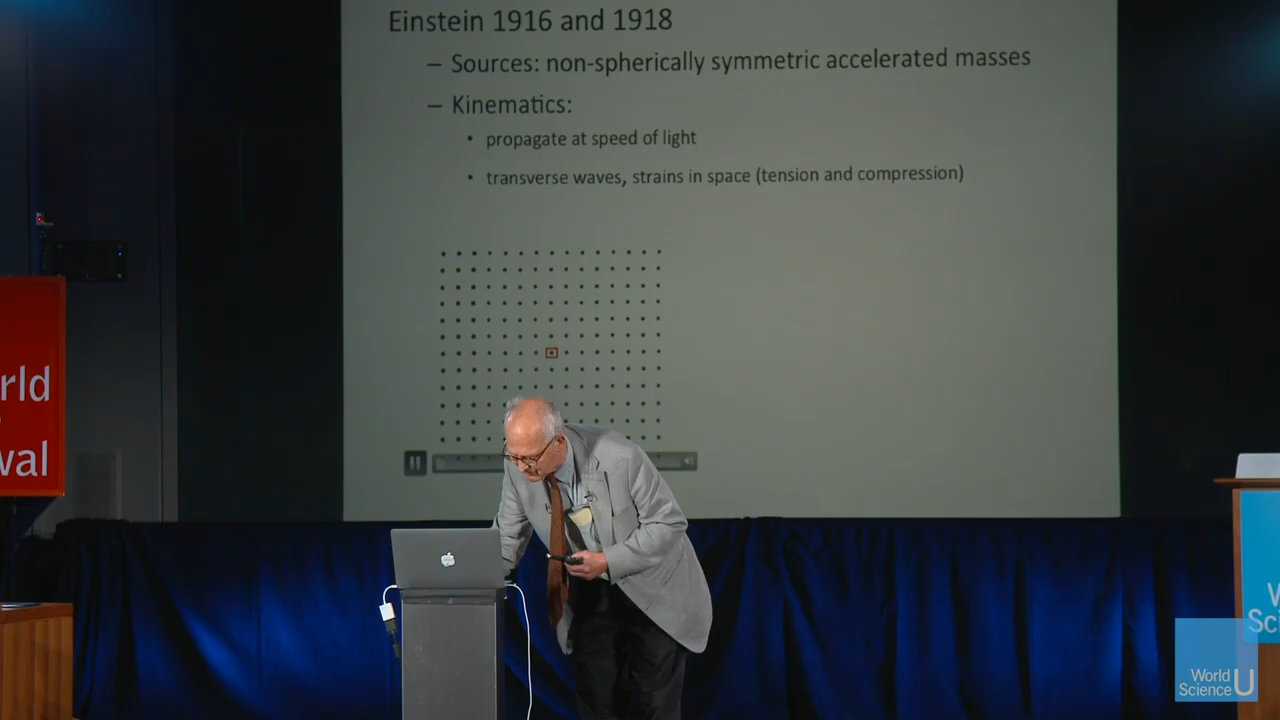 Einstein 1916 and 1918
– Sources: non-spherically symmetric accelerated masses
– Kinematics:
• propagate at speed of light
• transverse waves, strains in space (tension and compression)
rld
val
W
Sci
World
Science U